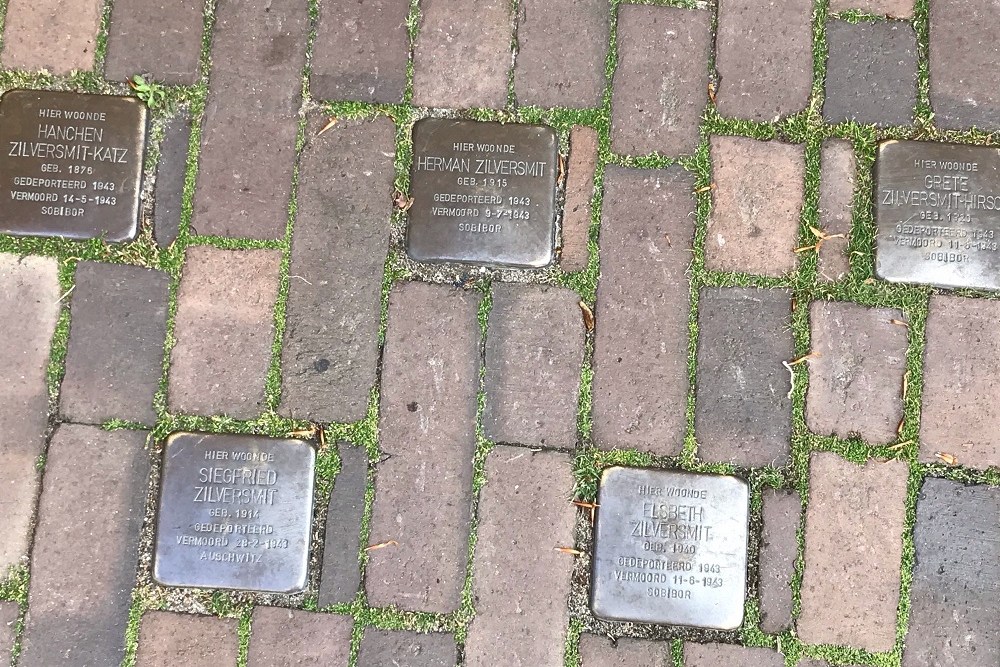 HIER WOONDE
HANCHEN
ZILVERSMIT-KATZ
GEB. 1876
GEDEPORTEERD 1943
VERMOORD 14-5-1943
SOBIBOR
HIER WOONDE
HERMAN ZILVERSMIT
GEB. 1915
GEDEPORTEERD 1943
VERMOORD 9-7-1943
SOBIBOR
HIER WOONDE
GRETE
ZILVERSMIT-HIRSC
GEB.
GEDEPORTEERD 1943
VERMOORD 11-6-1943
SOBIBOR
HIER WOONDE
SIEGFRIED
ZILVERSMIT
GEB. 1914
GEDEPORTEERD
VERMOORD 28-2-1943
AUSCHWITZ
HIER WOONDE
ELSBETH
ZILVERSMIT
GEB. 1940
GEDEPORTEERD 1943
VERMOORD 11-6-1943
SOBIBOR